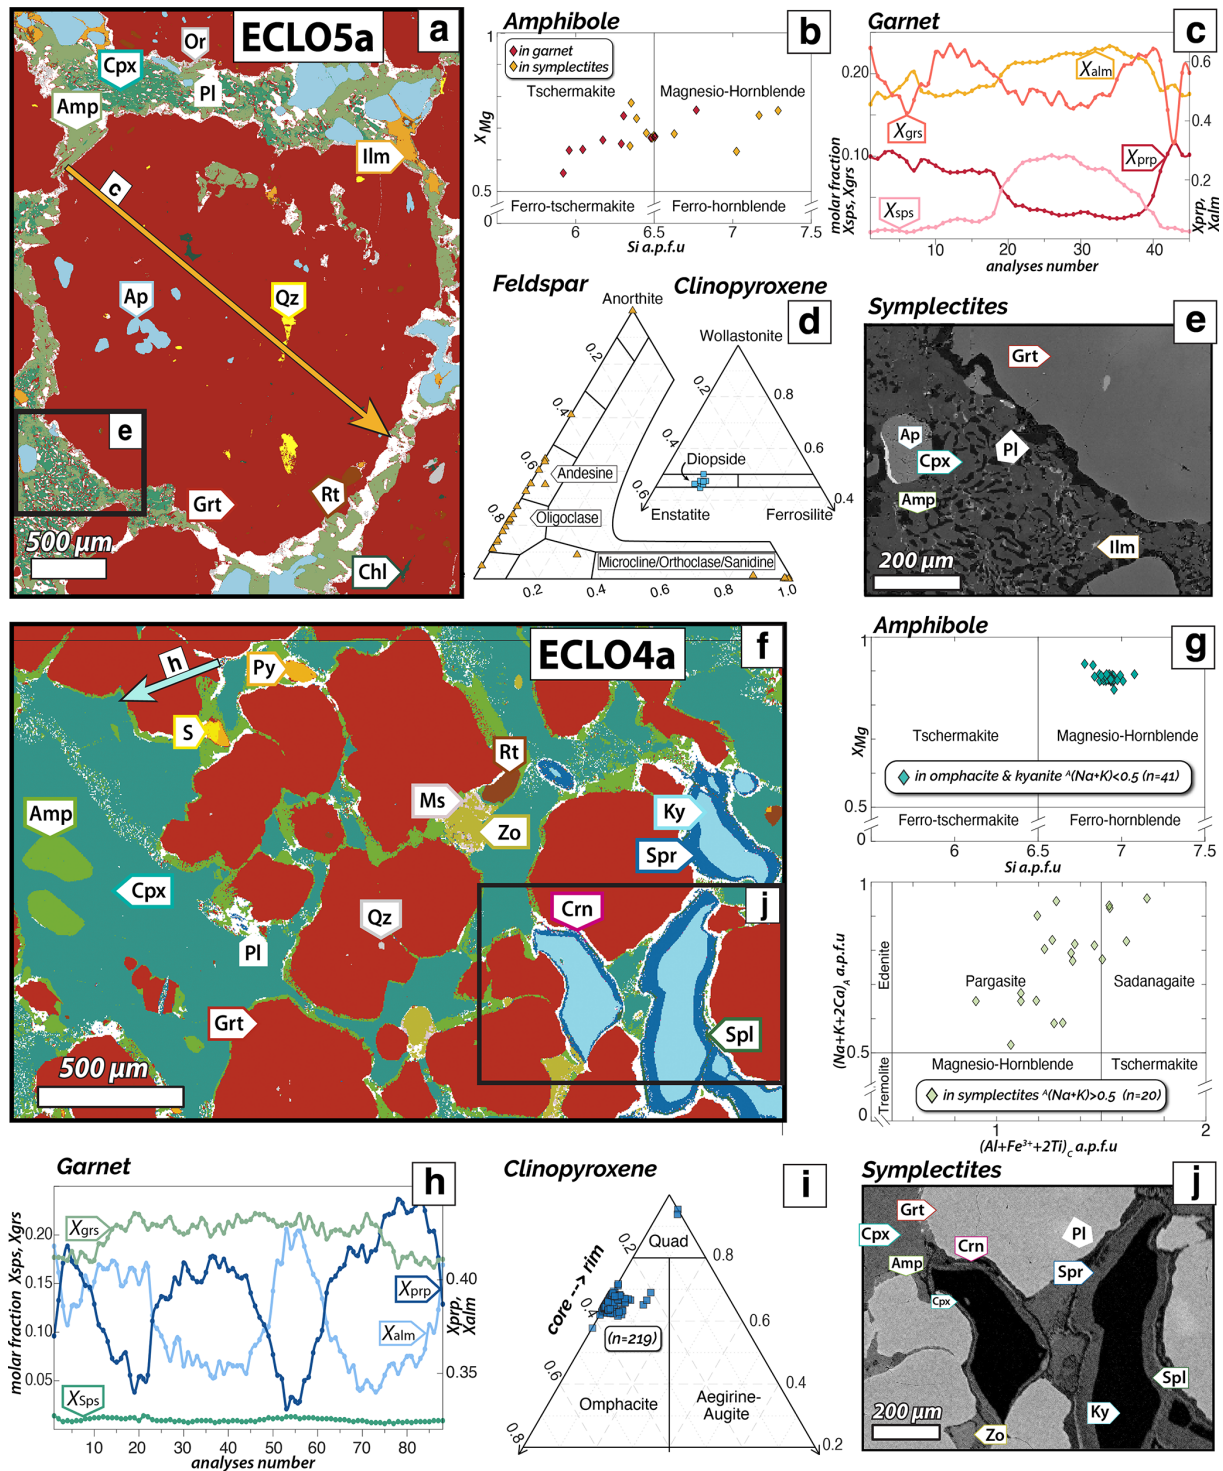 ECLO5a
a
Or
Cpx
Pl
Amp
Ilm
c
Ap
Qz
e
Grt
Rt
Chl
500 µm
Amphibole
b
in garnet
in symplectites
Tschermakite
Magnesio-Hornblende
Ferro-tschermakite
Ferro-hornblende
1
0.5
0
XMg
6
6.5
7
7.5
Si a.p.f.u
Garnet
c
0.20
0.10
0.6
0.4
0.2
Xalm
Xgrs
Xprp
Xsps
molar fraction
Xsps, Xgrs
Xprp,
Xalm
10
20
30
40
analyses number
Feldspar
Clinopyroxene
d
Anorthite
0.2
0.4
0.6
0.8
Andesine
Oligoclase
Microcline/Orthoclase/Sanidine
0.2
0.4
0.6
0.8
1.0
Wollastonite
0.2
0.8
0.4
0.6
Diopside
0.6
0.4
Enstatite
Ferrosilite
Symplectites
e
Grt
Ap
Cpx
Pl
Amp
Ilm
200 µm
ECLO4a
f
h
Py
S
Rt
Ms
Amp
Zo
Ky
Spr
Cpx
Crn
j
Qz
Pl
Grt
Spl
500 µm
Amphibole
g
1
XMg
Tschermakite
Magnesio-Hornblende
in omphacite & kyanite A(Na+K)<0.5 (n=41)
0.5
Ferro-tschermakite
Ferro-hornblende
0
6
6.5
7
7.5
Si a.p.f.u
1
(Na+K+2Ca)A a.p.f.u
Edenite
Pargasite
Sadanagaite
0.5
Tremolite
Magnesio-Hornblende
Tschermakite
in symplectites A(Na+K)>0.5 (n=20)
0
1
2
(Al+Fe3++2Ti)C a.p.f.u
Garnet
h
0.20
0.15
0.10
0.05
Xgrs
Xprp
Xalm
XSps
0.40
0.35
molar fraction Xsps, Xgrs
Xprp,
Xalm
10
20
30
40
50
60
70
80
analyses number
Clinopyroxene
i
Quad
0.2
0.8
core ---> rim
0.4
0.6
(n=219)
0.6
0.4
Omphacite
Aegirine-
Augite
0.8
0.2
Symplectites
j
Grt
Cpx
Pl
Crn
Amp
Spr
Cpx
Spl
Ky
Zo
200 µm